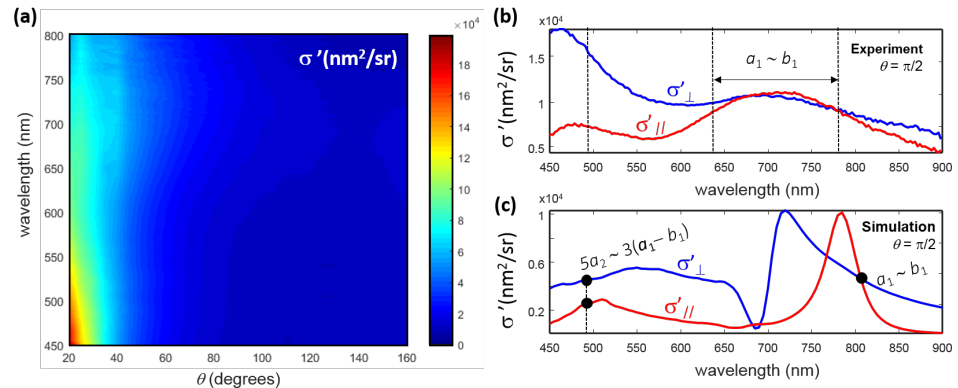 (a)
×10⁴
800
750
700
650
600
550
500
450
wavelength (nm)
σ'(nm²/sr)
20 40 60 80 100 120 140 160
θ (degrees)
18
16
14
12
10
8
6
4
2
0
(b)
x10⁴
1.5
1
0.5
σ'(nm²/sr)
a₁ ~ b₁
Experiment
θ = π/2
σ'⊥
σ'//
450 500 550 600 650 700 750 800 850 900
wavelength (nm)
(c)
x10⁴
1
0.6
0.2
σ'(nm²/sr)
Simulation
θ = π/2
5a₂ ~ 3(a₁ – b₁)
σ'⊥
a₁ ~ b₁
σ'//
450 500 550 600 650 700 750 800 850 900
wavelength (nm)